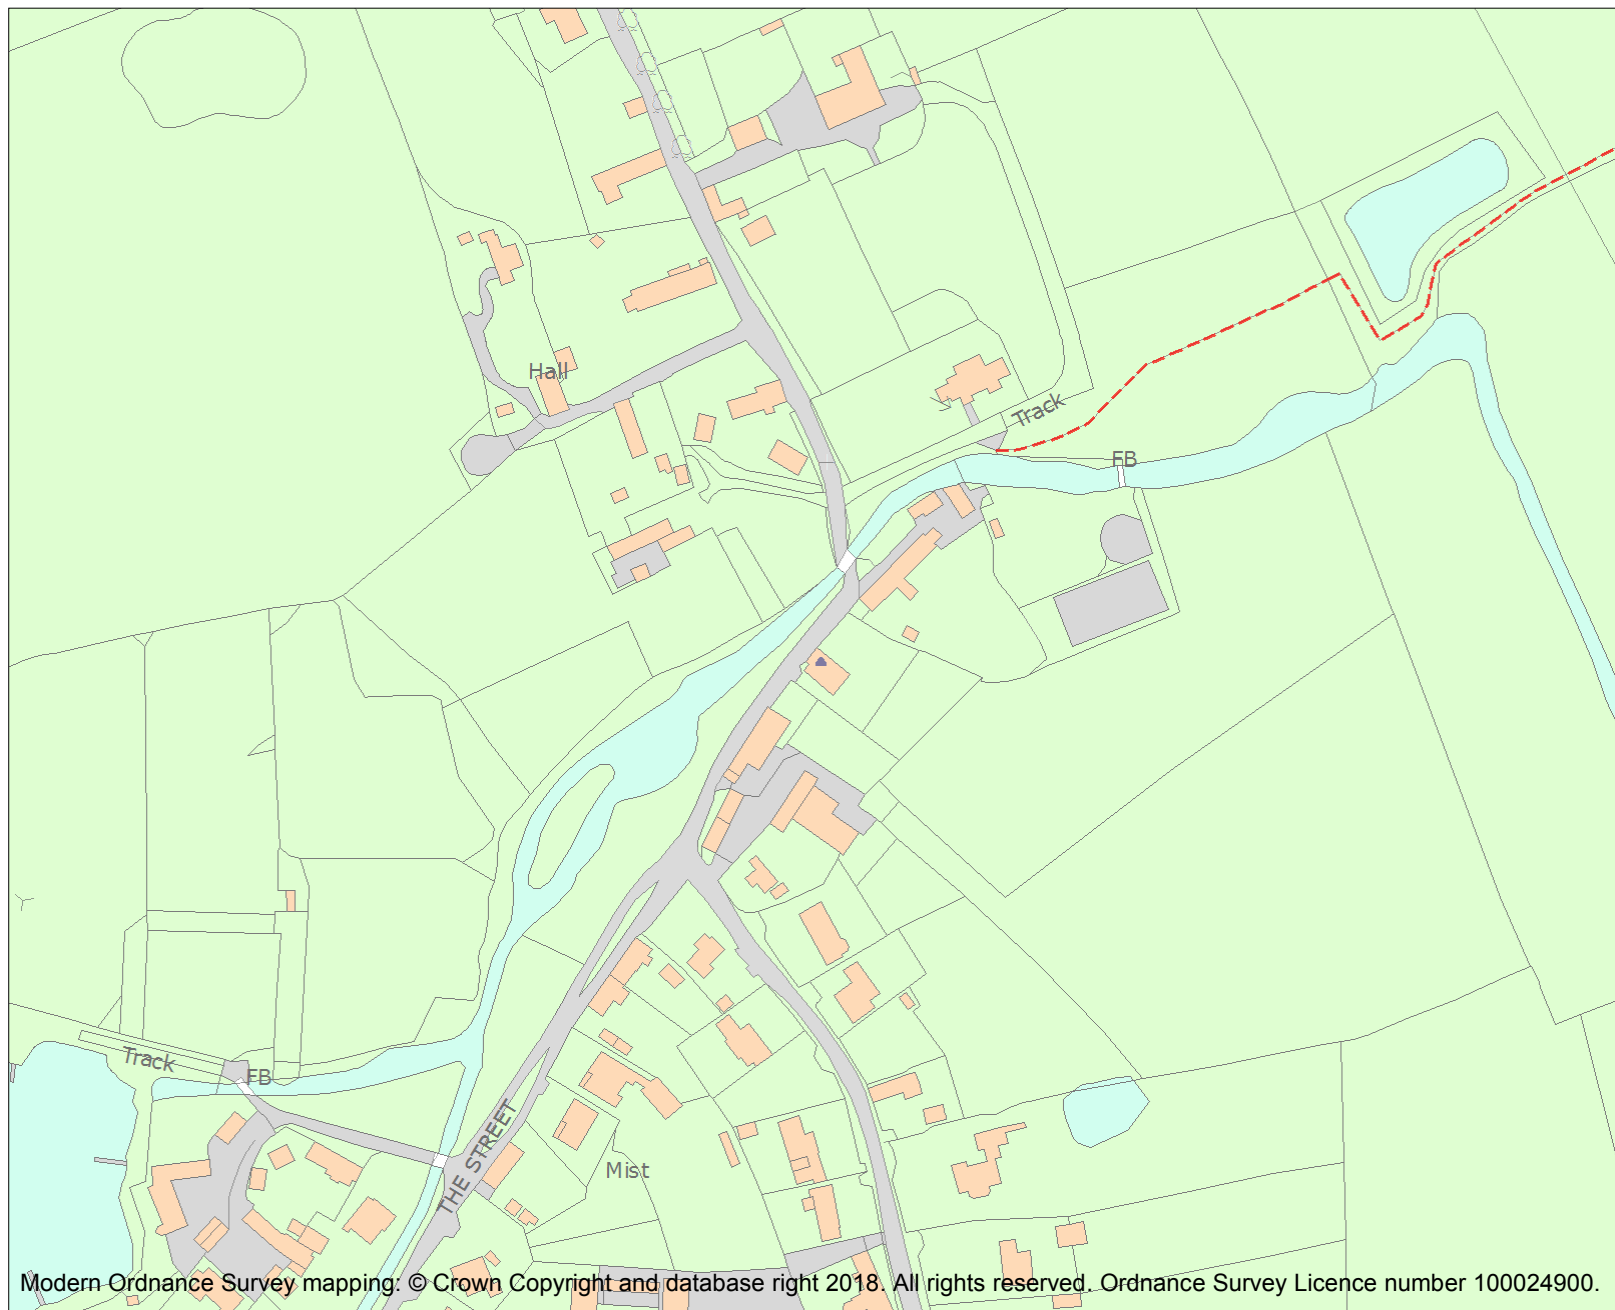 Hall
Track
FB
Track
FB
THE STREET
Mist
Modern Ordnance Survey mapping: © Crown Copyright and database right 2018. All rights reserved. Ordnance Survey Licence number 100024900.